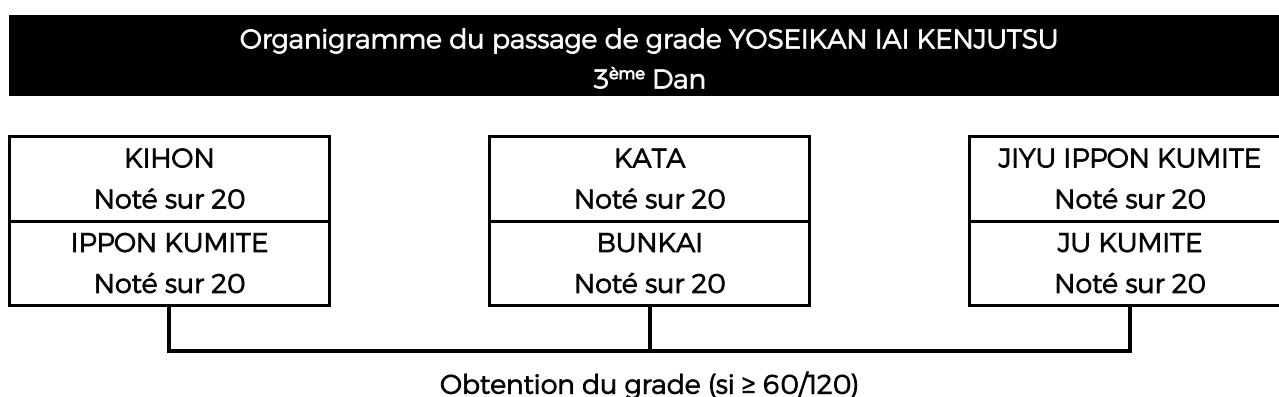 Organigramme du passage de grade YOSEIKAN IAI KENJUTSU
3ème Dan
KIHON
Noté sur 20
IPPON KUMITE
Noté sur 20
KATA
Noté sur 20
BUNKAI
Noté sur 20
JIYU IPPON KUMITE
Noté sur 20
JU KUMITE
Noté sur 20
Obtention du grade (si ≥ 60/120)